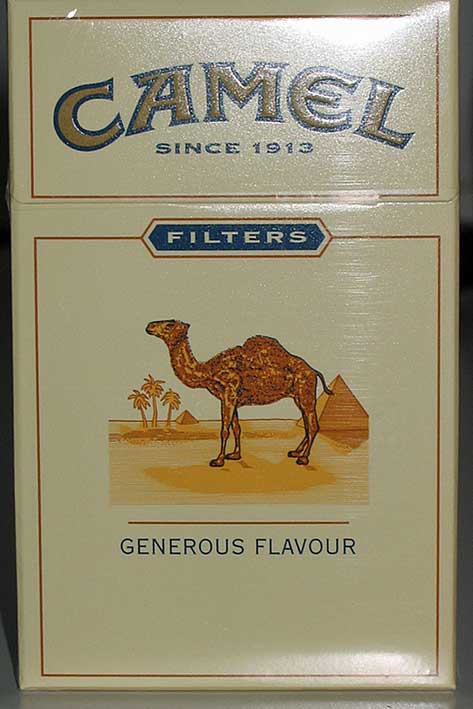 CAMEL
SINCE 1913
FILTERS
GENEROUS FLAVOUR